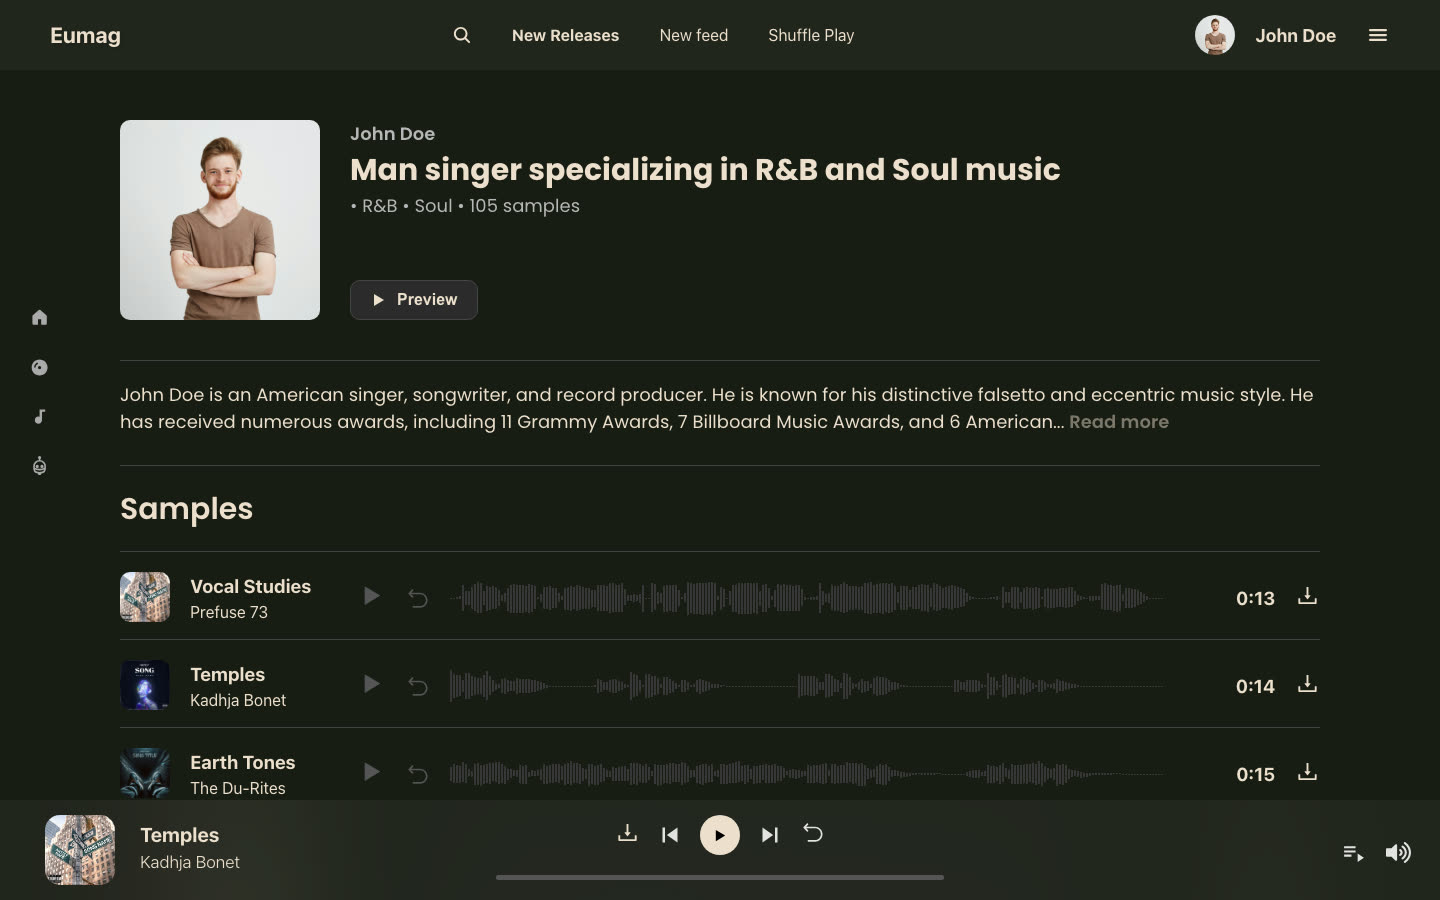 Eumag
New Releases
New feed
Shuffle Play
John Doe
John Doe
Man singer specializing in R&B and Soul music
• R&B • Soul • 105 samples
Preview
John Doe is an American singer, songwriter, and record producer. He is known for his distinctive falsetto and eccentric music style. He
has received numerous awards, including 11 Grammy Awards, 7 Billboard Music Awards, and 6 American... Read more
Samples
Vocal Studies
Prefuse 73
0:13
SONG
Temples
Kadhja Bonet
0:14
Earth Tones
The Du-Rites
0:15
Temples
Kadhja Bonet